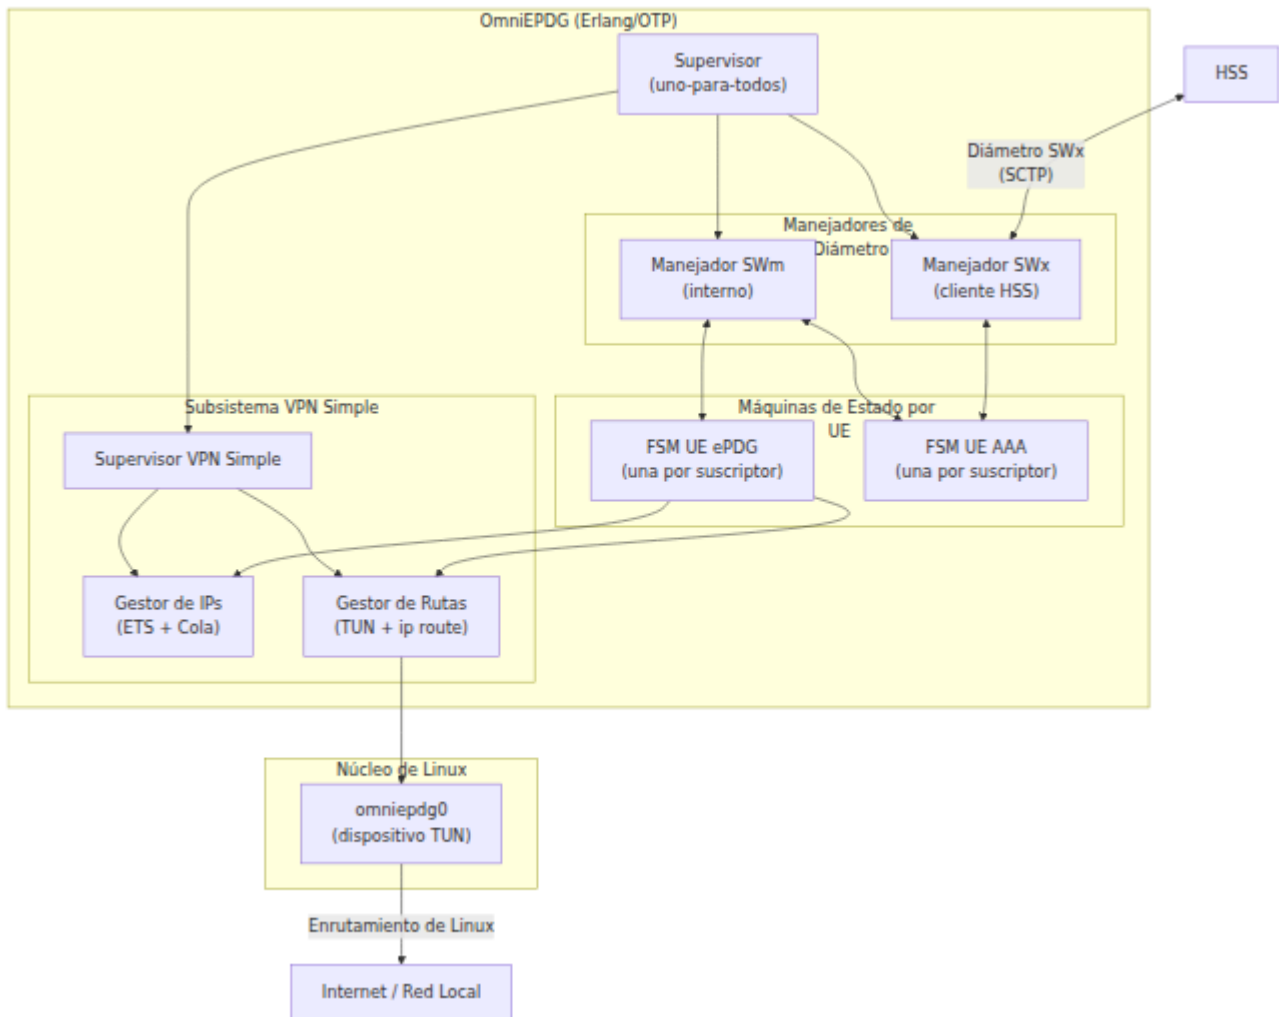 OmniEPDG (Erlang/OTP)
Supervisor
(uno-para-todos)
HSS
Diámetro SWx
(SCTP)
Manejadores de
Diámetro
Manejador SWm
(interno)
Manejador SWx
(cliente HSS)
Subsistema VPN Simple
Supervisor VPN Simple
Máquinas de Estado por
UE
FSM UE ePDG
(una por suscriptor)
FSM UE AAA
(una por suscriptor)
Gestor de IPs
(ETS + Cola)
Gestor de Rutas
(TUN + ip route)
Núcleo de Linux
omniepdg0
(dispositivo TUN)
Enrutamiento de Linux
Internet / Red Local